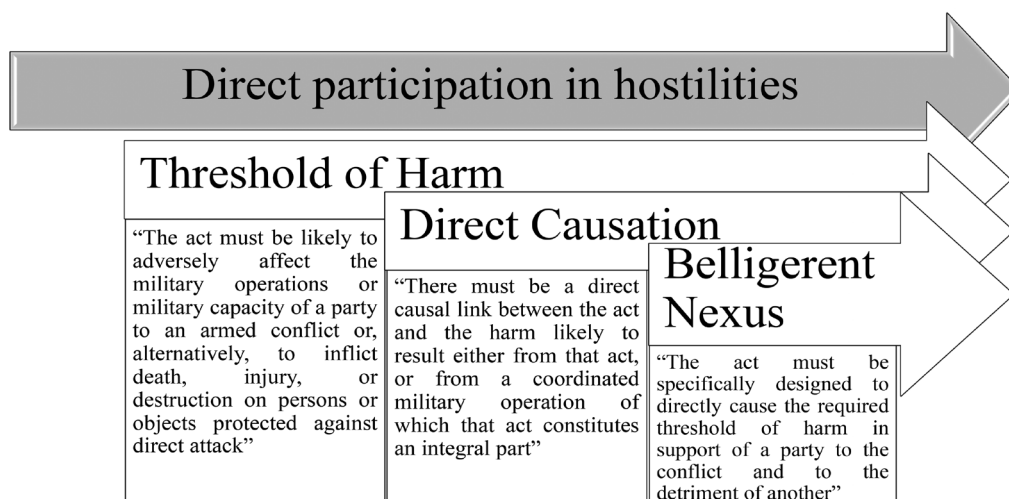 Direct participation in hostilities
Threshold of Harm
“The act must be likely to
adversely affect the
military operations or
military capacity of a party
to an armed conflict or,
alternatively, to inflict
death, injury, or
destruction on persons or
objects protected against
direct attack”
Direct Causation
“There must be a direct
causal link between the act
and the harm likely to
result either from that act,
or from a coordinated
military operation of
which that act constitutes
an integral part”
Belligerent
Nexus
“The act must be
specifically designed to
directly cause the required
threshold of harm in
support of a party to the
conflict and to the
detriment of another”